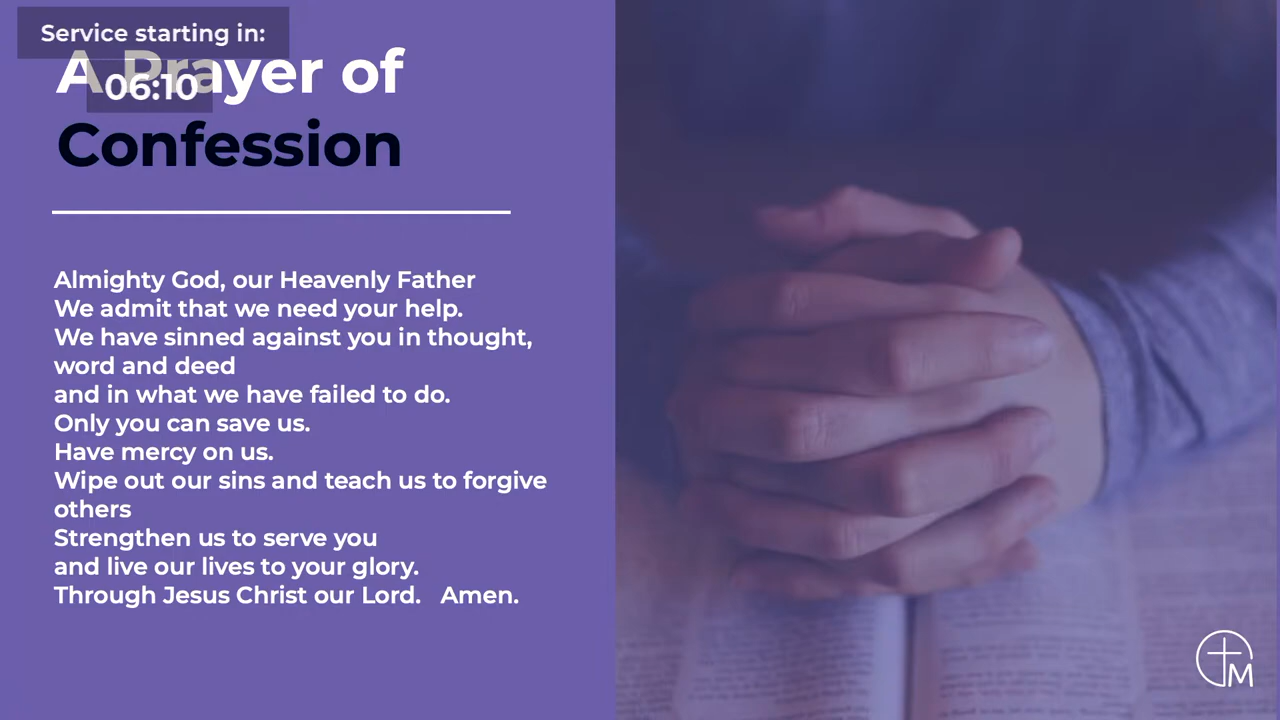 Service starting in:
A Prayer of
06:10
Confession
Almighty God, our Heavenly Father
We admit that we need your help.
We have sinned against you in thought,
word and deed
and in what we have failed to do.
Only you can save us.
Have mercy on us.
Wipe out our sins and teach us to forgive
others
Strengthen us to serve you
and live our lives to your glory.
Through Jesus Christ our Lord.   Amen.
M